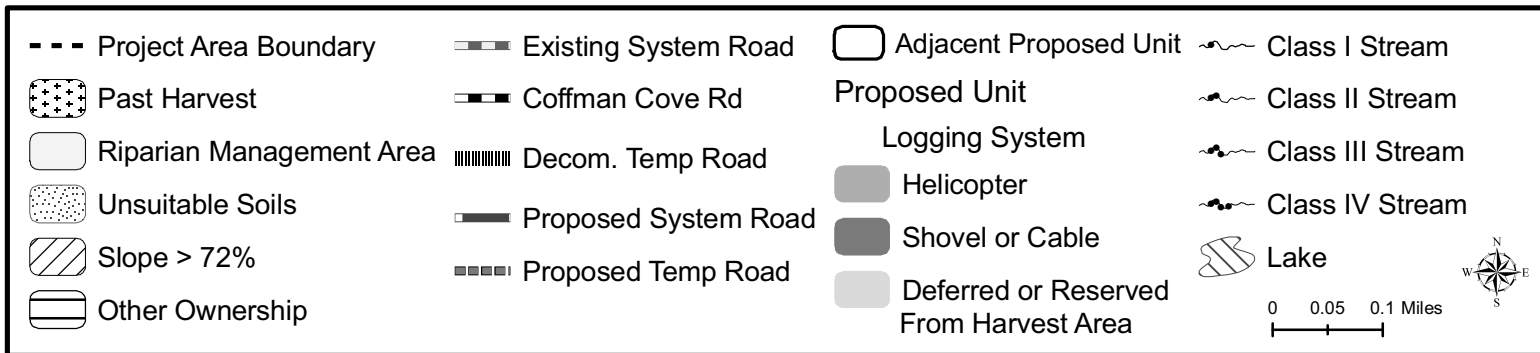 Project Area Boundary
Past Harvest
Riparian Management Area
Unsuitable Soils
Slope > 72%
Other Ownership
Existing System Road
Coffman Cove Rd
Decom. Temp Road
Proposed System Road
Proposed Temp Road
Adjacent Proposed Unit
Proposed Unit
Logging System
Helicopter
Shovel or Cable
Deferred or Reserved
From Harvest Area
Class I Stream
Class II Stream
Class III Stream
Class IV Stream
Lake
N
W E
S
0 0.05 0.1 Miles